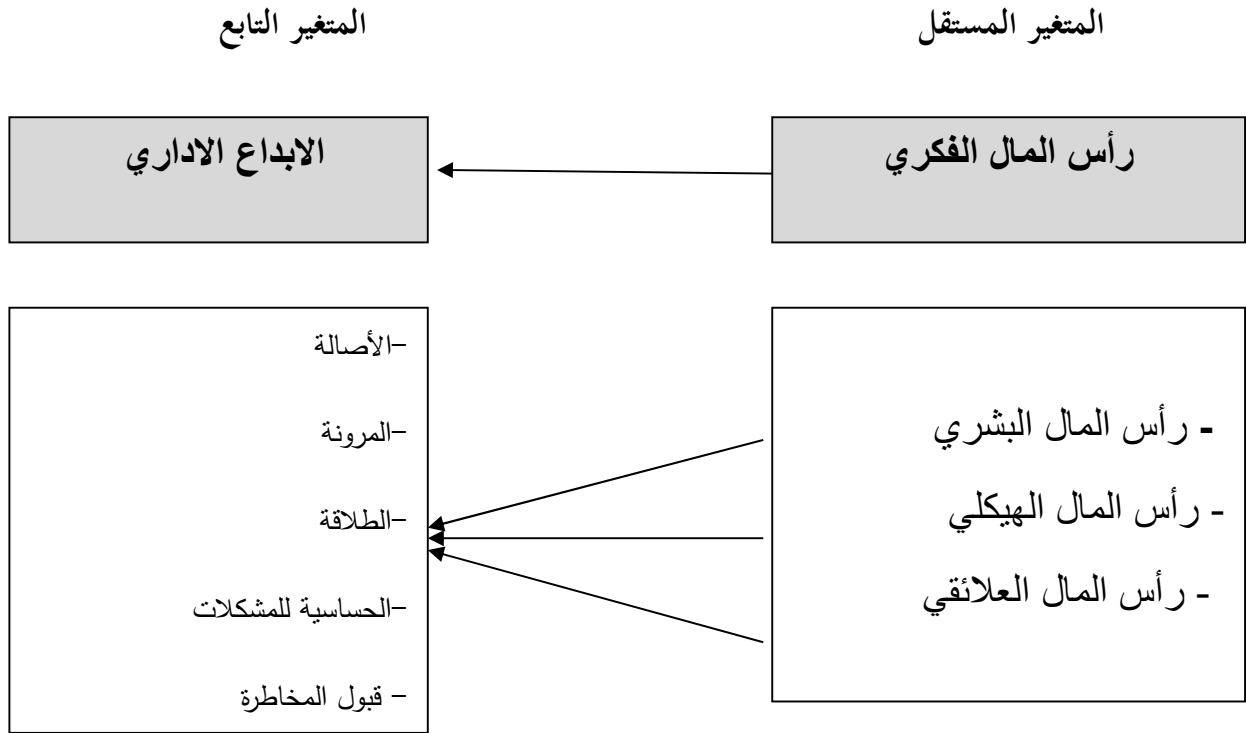 المتغير المستقل
المتغير التابع
رأس المال الفكري
الابداع الاداري
- رأس المال البشري
- رأس المال الهيكلي
- رأس المال العلائقي
-الأصالة
-المرونة
-الطلاقة
-الحساسية للمشكلات
- قبول المخاطرة